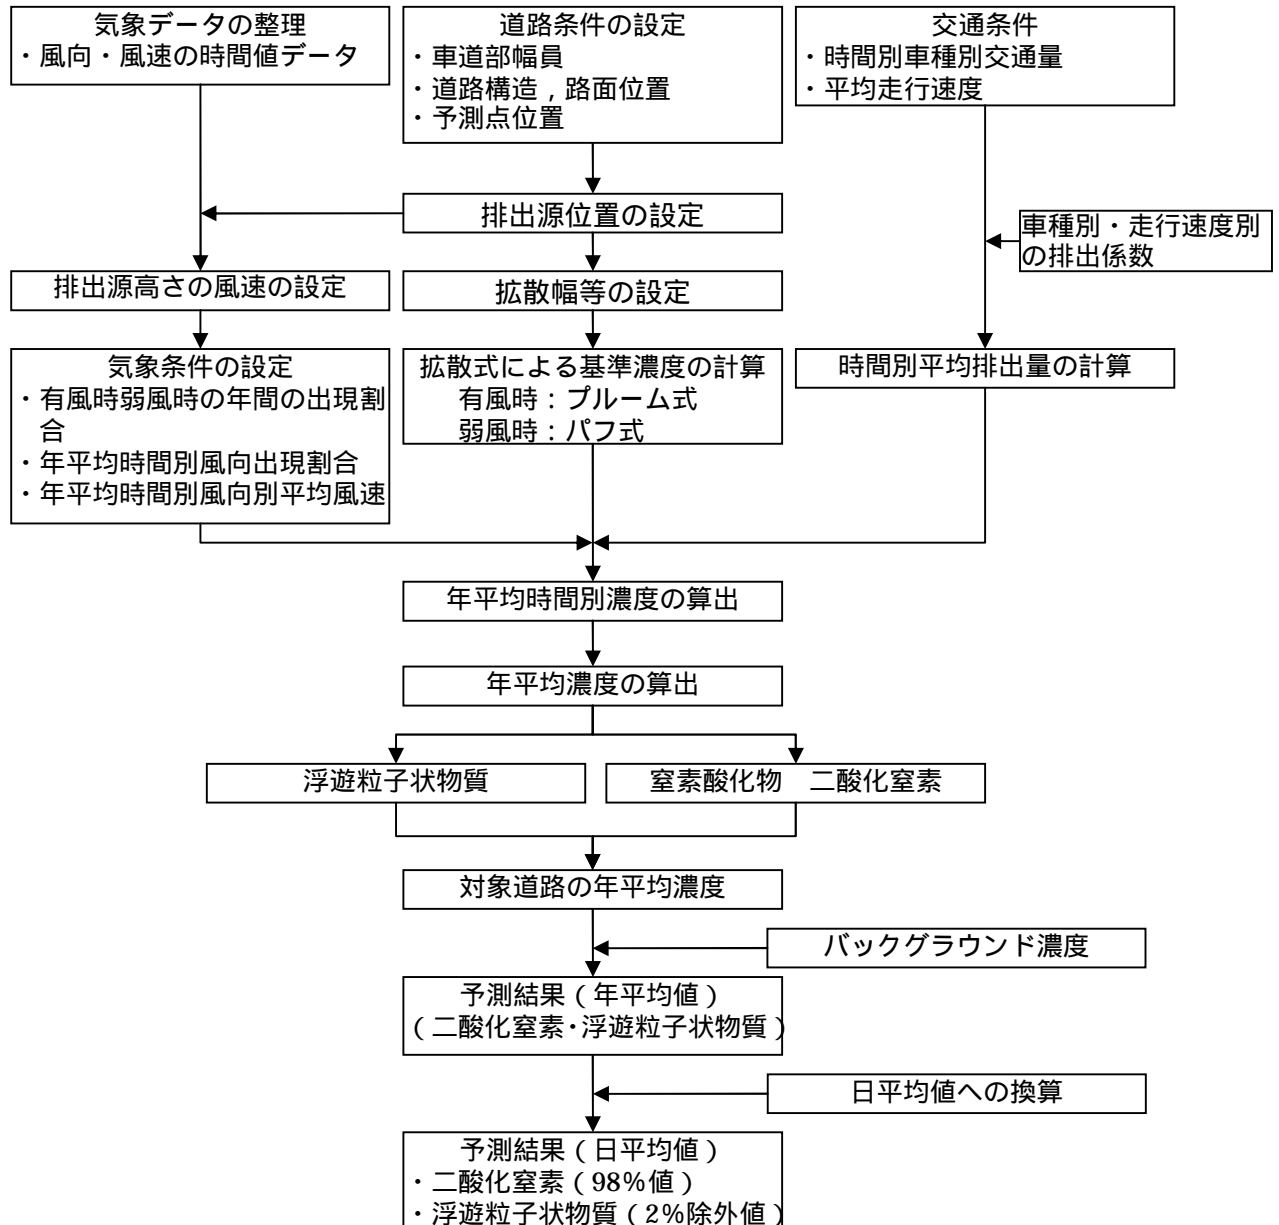 気象データの整理
・風向・風速の時間値データ
道路条件の設定
・車道部幅員
・道路構造，路面位置
・予測点位置
交通条件
・時間別車種別交通量
・平均走行速度
排出源位置の設定
車種別・走行速度別
の排出係数
排出源高さの風速の設定
拡散幅等の設定
気象条件の設定
・有風時弱風時の年間の出現割
合
・年平均時間別風向出現割合
・年平均時間別風向別平均風速
拡散式による基準濃度の計算
有風時：プルーム式
弱風時：パフ式
時間別平均排出量の計算
年平均時間別濃度の算出
年平均濃度の算出
浮遊粒子状物質
窒素酸化物　二酸化窒素
対象道路の年平均濃度
バックグラウンド濃度
予測結果（年平均値）
（二酸化窒素・浮遊粒子状物質）
日平均値への換算
予測結果（日平均値）
・二酸化窒素（98％値）
・浮遊粒子状物質（2％除外値）